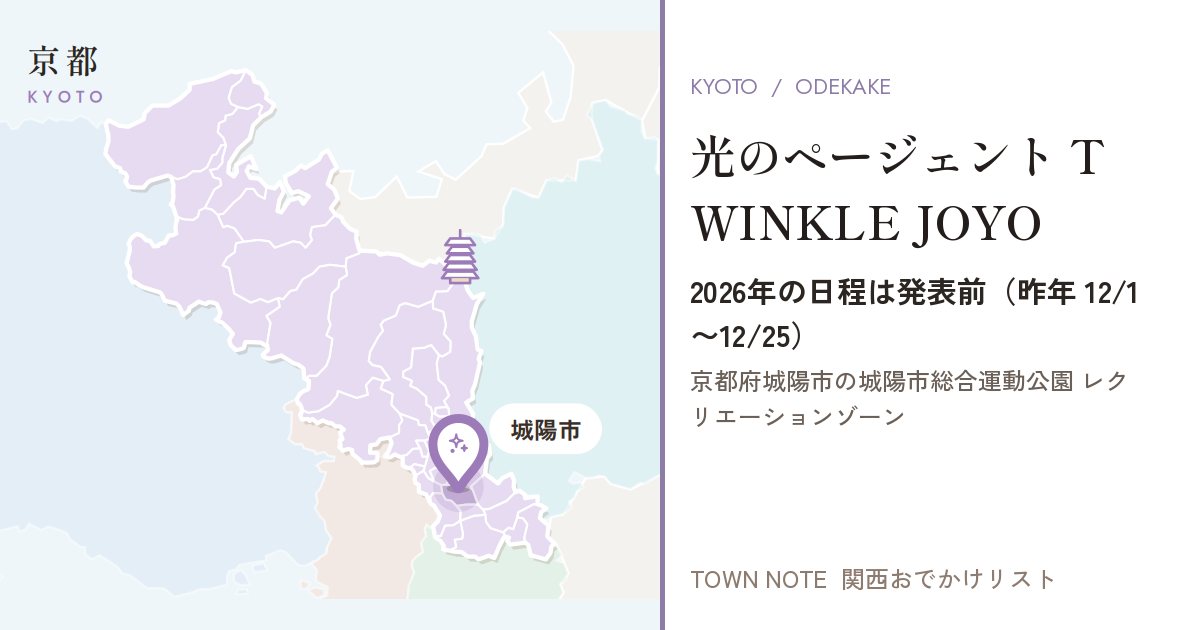 京都
KYOTO
城陽市
KYOTO / ODEKAKE
光のページェント T
WINKLE JOYO
2026年の日程は発表前（昨年 12/1
〜12/25）
京都府城陽市の城陽市総合運動公園 レク
リエーションゾーン
TOWN NOTE 関西おでかけリスト